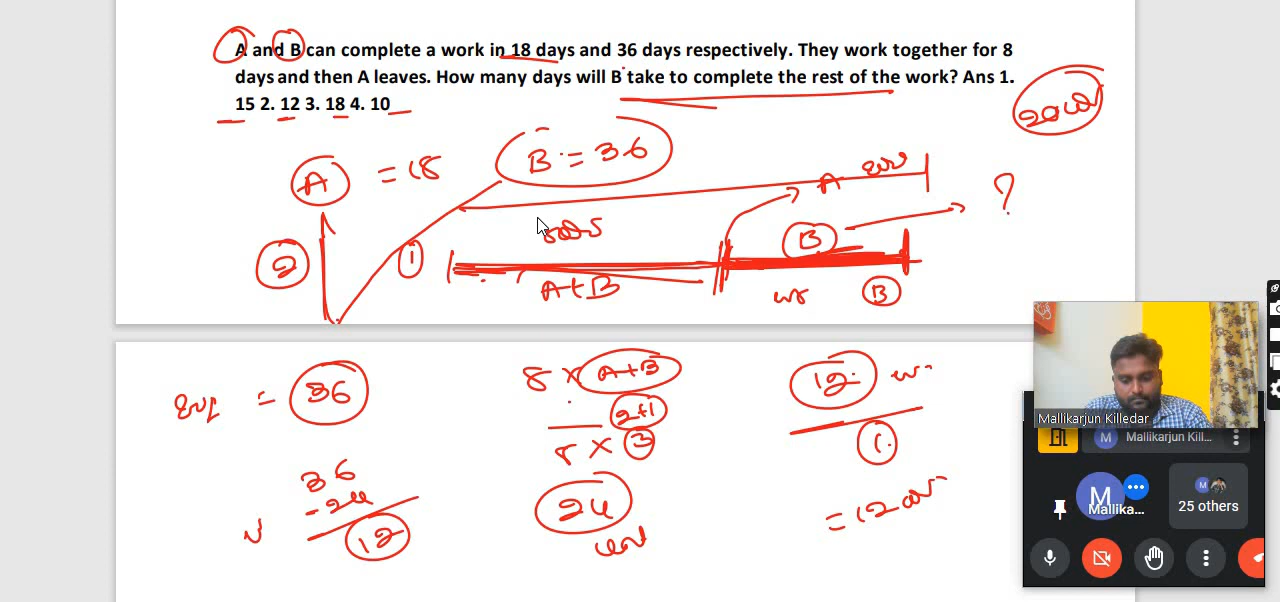 A and B can complete a work in 18 days and 36 days respectively. They work together for 8
days and then A leaves. How many days will B take to complete the rest of the work? Ans 1.
15 2. 12 3. 18 4. 10
A = 18
B = 36
A
?
B
2
1
A+B
B
= 36
8 × A+B
2+1
8 × 3
24
36
- 24
12
12
1
= 12
Mallikarjun Killedar
Mallikarjun Kill...
M
Mallika...
M
25 others